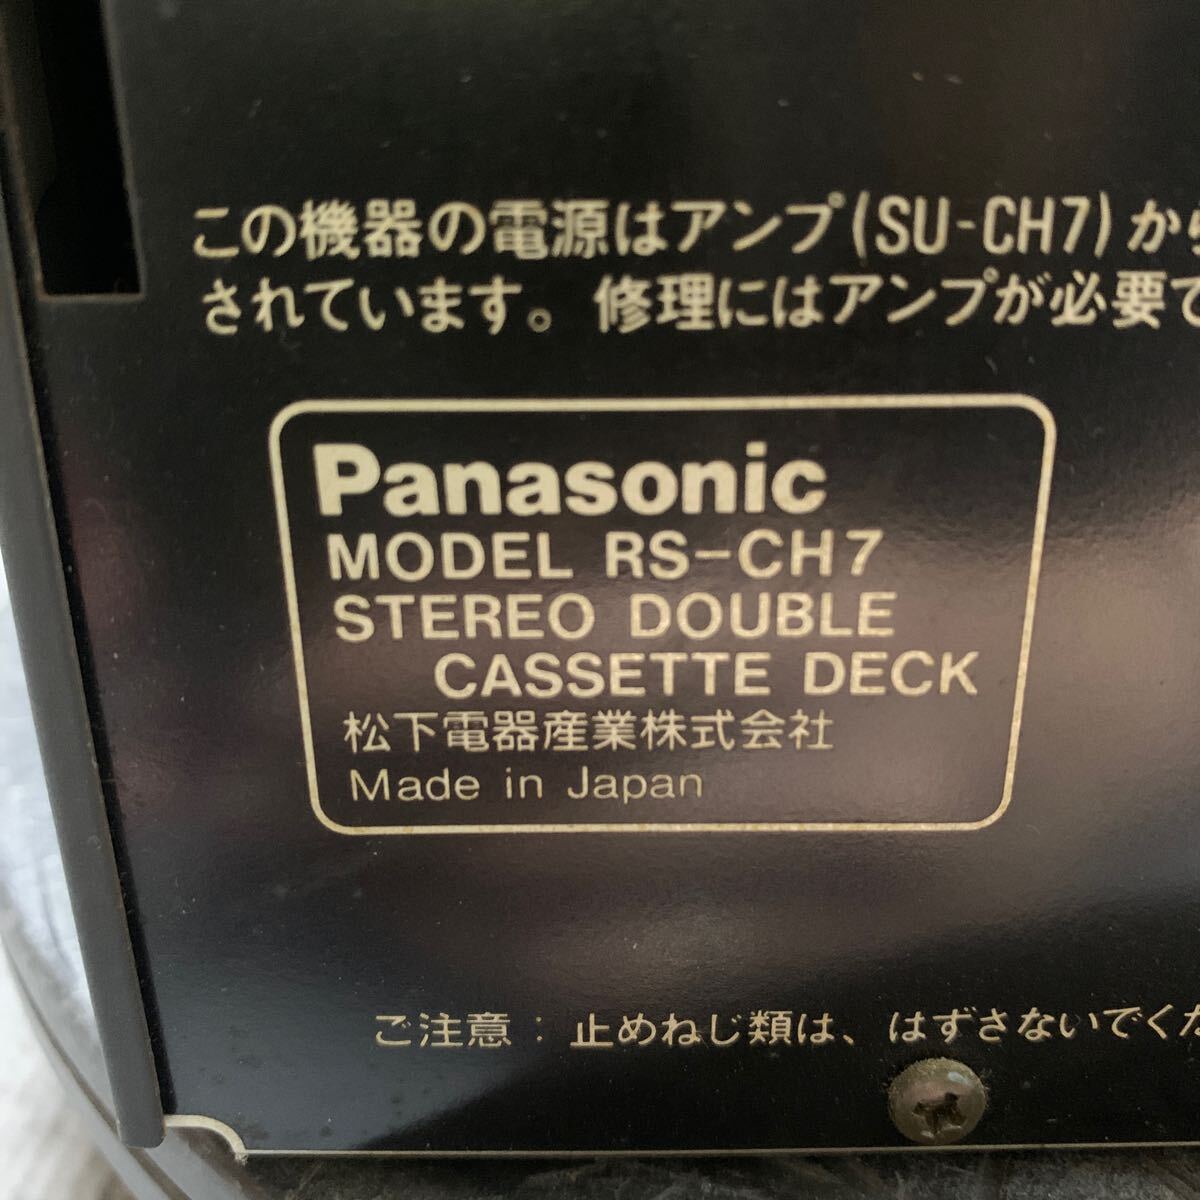 この機器の電源はアンプ(SU-CH7)から
されています。修理にはアンプが必要で
Panasonic
MODEL RS-CH7
STEREO DOUBLE
CASSETTE DECK
松下電器産業株式会社
Made in Japan
ご注意：止めねじ類は、はずさないでくだ